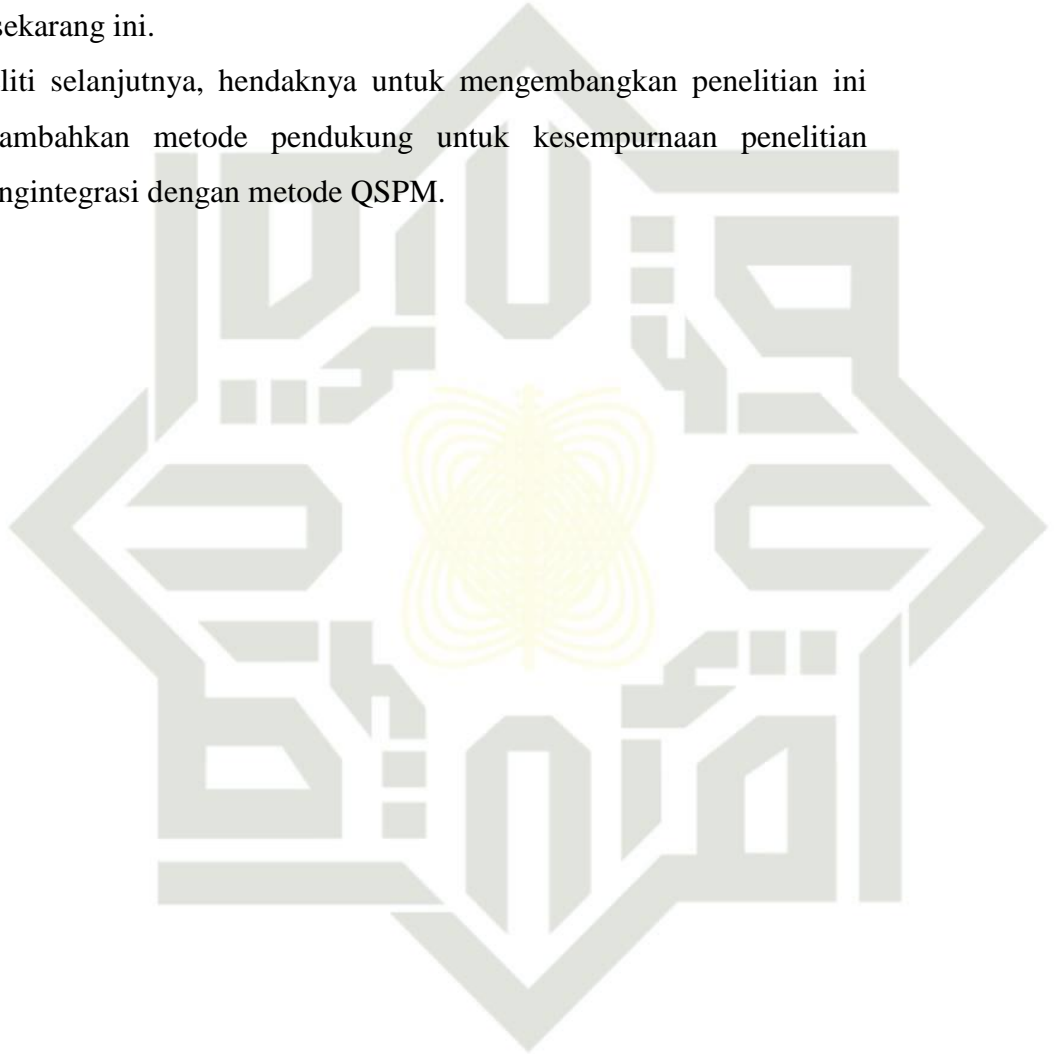 sekarang ini.
liti selanjutnya, hendaknya untuk mengembangkan penelitian ini
ambahkan metode pendukung untuk kesempurnaan penelitian
ngintegrasi dengan metode QSPM.